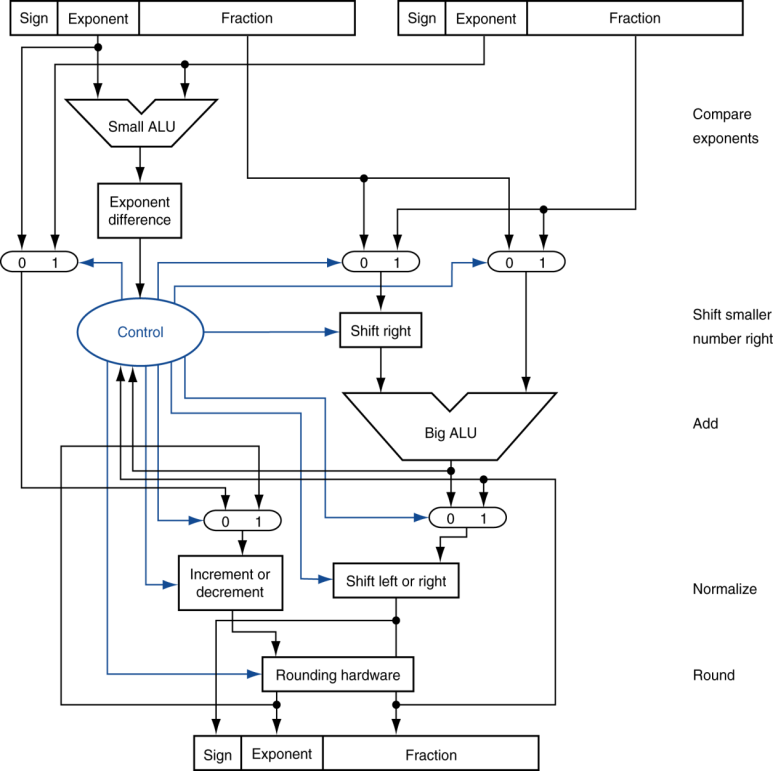 Sign Exponent Fraction Sign Exponent Fraction
Small ALU
Compare
exponents
Exponent
difference
0 1 0 1 0 1
Control
Shift right
Shift smaller
number right
Big ALU
Add
0 1 0 1
Increment or
decrement
Shift left or right
Normalize
Rounding hardware
Round
Sign Exponent Fraction